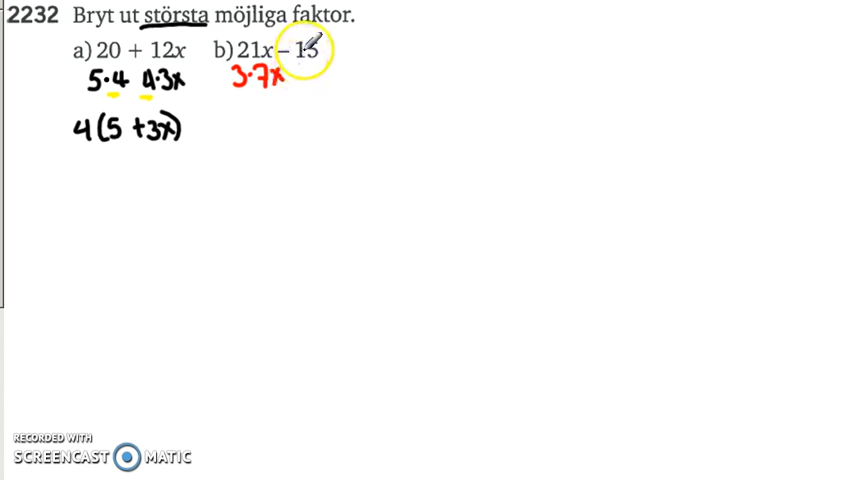 2232 Bryt ut största möjliga faktor.
a) 20 + 12x b) 21x – 15
5·4 4·3x 3·7x
4(5 + 3x)
RECORDED WITH
SCREENCAST MATIC